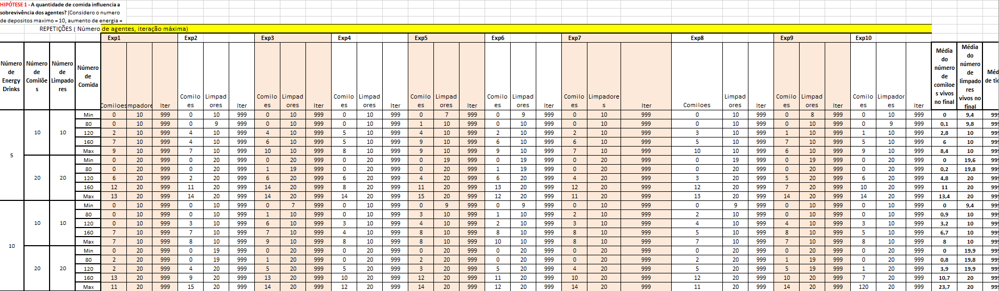 HIPÓTESE 1 - A quantidade de comida influencia a
sobrevivência dos agentes? (Considero o numero
de depositos maximo = 10, aumento de energia =
REPETIÇÕES ( Número de agentes, iteração máxima)
Exp1 Exp2 Exp3 Exp4 Exp5 Exp6 Exp7 Exp8 Exp9 Exp10
Número de Energy Drinks Número de Comilões Número de Limpadores Número de Comida Comiloes mpadore Iter Comiloes Limpadores Iter Comiloes Limpadores Iter Comiloes Limpadores Iter Comiloes Limpadores Iter Comiloes Limpadores Iter Comiloes Limpadores Iter Comiloes Limpadores Iter Comiloes Limpadores Iter Comiloes Limpadores Iter Média do número de comiloes vivos no final Média do número de limpadores vivos no final Méd de tic
5 10 10 Min 0 10 999 0 10 999 0 10 999 0 10 999 0 7 999 0 9 999 0 10 999 0 10 999 0 8 999 0 10 999 0 9,4 999
80 0 10 999 0 9 999 0 10 999 0 10 999 1 10 999 0 10 999 0 10 999 0 10 999 0 10 999 0 9 999 0,1 9,8 999
120 2 10 999 4 10 999 4 10 999 5 10 999 4 10 999 2 10 999 2 10 999 3 10 999 1 10 999 1 10 999 2,8 10 999
160 7 10 999 4 10 999 6 10 999 5 10 999 9 10 999 6 10 999 6 10 999 5 10 999 7 10 999 5 10 999 6 10 999
Max 9 10 999 7 10 999 10 10 999 8 10 999 9 10 999 9 10 999 7 10 999 10 10 999 6 10 999 9 10 999 8,4 10 999
20 20 Min 0 20 999 0 20 999 0 20 999 0 20 999 0 19 999 0 19 999 0 20 999 0 19 999 0 19 999 0 20 999 0 19,6 999
80 0 20 999 0 20 999 1 19 999 0 20 999 0 20 999 1 19 999 0 20 999 0 20 999 0 20 999 0 20 999 0,2 19,8 999
120 6 20 999 2 20 999 6 20 999 6 20 999 4 20 999 6 20 999 4 20 999 3 20 999 5 20 999 6 20 999 4,8 20 999
160 12 20 999 11 20 999 14 20 999 8 20 999 11 20 999 13 20 999 12 20 999 12 20 999 7 20 999 10 20 999 11 20 999
Max 13 20 999 14 20 999 14 20 999 14 20 999 15 20 999 12 20 999 11 20 999 13 20 999 14 20 999 14 20 999 13,4 20 999
10 10 10 Min 0 10 999 0 10 999 0 7 999 0 10 999 0 9 999 0 9 999 0 10 999 0 9 999 0 10 999 0 10 999 0 9,4 999
80 0 10 999 0 10 999 1 10 999 0 10 999 3 10 999 1 10 999 2 10 999 2 10 999 0 10 999 0 10 999 0,9 10 999
120 0 10 999 3 10 999 6 10 999 3 10 999 4 10 999 2 10 999 3 10 999 4 10 999 4 10 999 3 10 999 3,2 10 999
160 7 10 999 7 10 999 7 10 999 4 10 999 8 10 999 8 10 999 8 10 999 5 10 999 8 10 999 5 10 999 6,7 10 999
Max 7 10 999 8 10 999 9 10 999 8 10 999 8 10 999 10 10 999 8 10 999 7 10 999 7 10 999 8 10 999 8 10 999
20 20 Min 0 20 999 0 19 999 0 20 999 0 20 999 0 20 999 0 20 999 0 20 999 0 20 999 0 20 999 0 20 999 0 19,9 999
80 2 20 999 0 19 999 1 20 999 0 20 999 2 20 999 0 20 999 0 20 999 2 20 999 1 19 999 0 20 999 0,8 19,8 999
120 2 20 999 4 20 999 5 20 999 5 20 999 3 20 999 5 20 999 4 20 999 5 20 999 5 19 999 1 20 999 3,9 19,9 999
160 13 20 999 9 20 999 13 20 999 10 20 999 12 20 999 11 20 999 10 20 999 12 20 999 10 20 999 7 20 999 10,7 20 999
Max 11 20 999 15 20 999 14 20 999 12 20 999 14 20 999 12 20 999 14 20 999 11 20 999 14 20 999 120 20 999 23,7 20 999